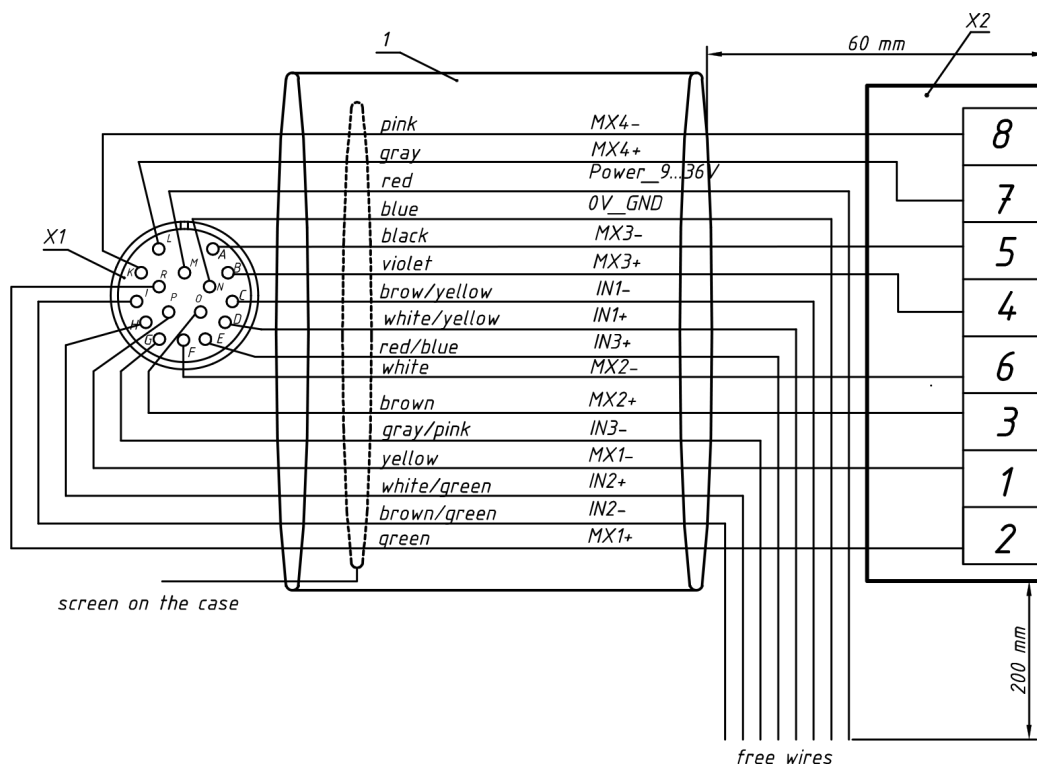 X2
1
60 mm
pink MX4- 8
gray MX4+ 7
red Power_9...36V
blue 0V_GND
X1
black MX3- 5
violet MX3+ 4
brow/yellow IN1-
white/yellow IN1+
red/blue IN3+
white MX2- 6
brown MX2+ 3
gray/pink IN3-
yellow MX1- 1
white/green IN2+
brown/green IN2-
green MX1+ 2
L A
K R M B
I P O N C
H G F E D
screen on the case
200 mm
free wires